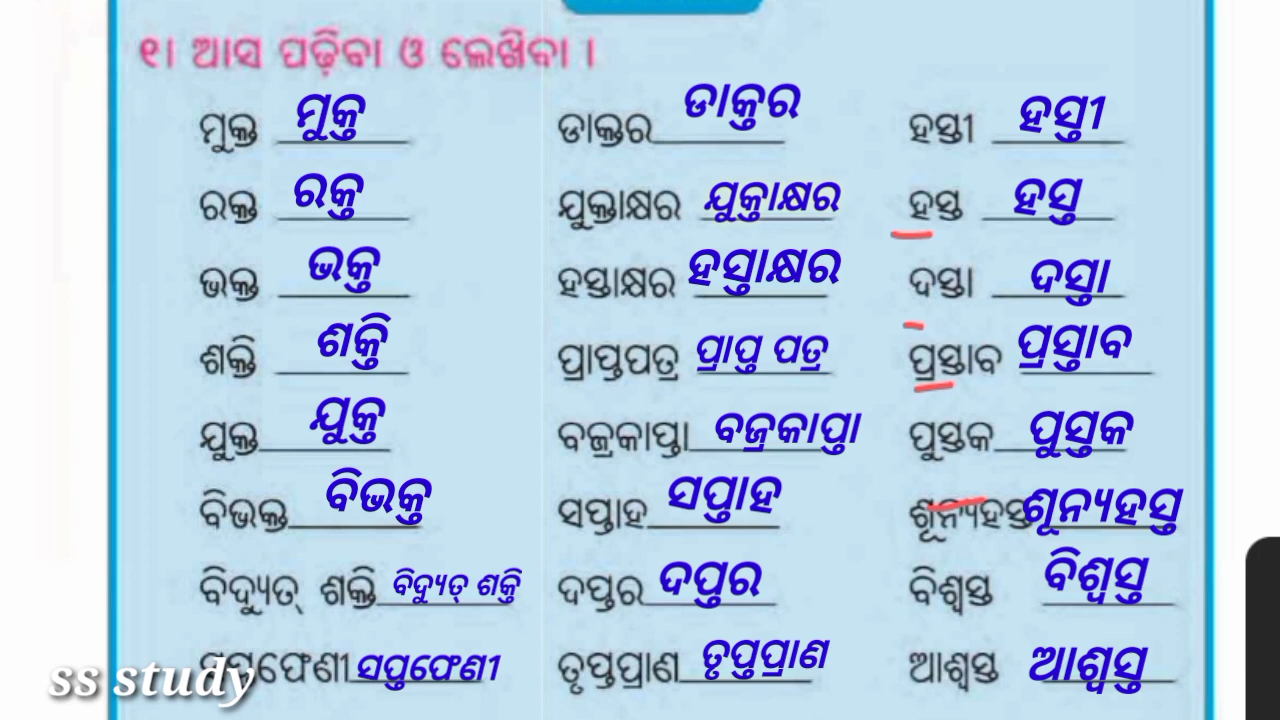 ୧। ଆସ ପଢ଼ିବା ଓ ଲେଖିବା ।
ମୁକ୍ତ ମୁକ୍ତ ଡାକ୍ତର ଡାକ୍ତର ହସ୍ତୀ ହସ୍ତୀ
ରକ୍ତ ରକ୍ତ ଯୁକ୍ତାକ୍ଷର ଯୁକ୍ତାକ୍ଷର ହସ୍ତ ହସ୍ତ
ଭକ୍ତ ଭକ୍ତ ହସ୍ତାକ୍ଷର ହସ୍ତାକ୍ଷର ଦସ୍ତା ଦସ୍ତା
ଶକ୍ତି ଶକ୍ତି ପ୍ରାପ୍ତପତ୍ର ପ୍ରାପ୍ତ ପତ୍ର ପ୍ରସ୍ତାବ ପ୍ରସ୍ତାବ
ଯୁକ୍ତ ଯୁକ୍ତ ବଜ୍ରକାପ୍ତା ବଜ୍ରକାପ୍ତା ପୁସ୍ତକ ପୁସ୍ତକ
ବିଭକ୍ତ ବିଭକ୍ତ ସପ୍ତାହ ସପ୍ତାହ ଶୂନ୍ୟହସ୍ତ ଶୂନ୍ୟହସ୍ତ
ବିଦ୍ୟୁତ୍ ଶକ୍ତି ବିଦ୍ୟୁତ୍ ଶକ୍ତି ଦପ୍ତର ଦପ୍ତର ବିଶ୍ୱସ୍ତ ବିଶ୍ୱସ୍ତ
ସପ୍ତଫେଣୀ ସପ୍ତଫେଣୀ ତୃପ୍ତପ୍ରାଣ ତୃପ୍ତପ୍ରାଣ ଆଶ୍ୱସ୍ତ ଆଶ୍ୱସ୍ତ
ss study